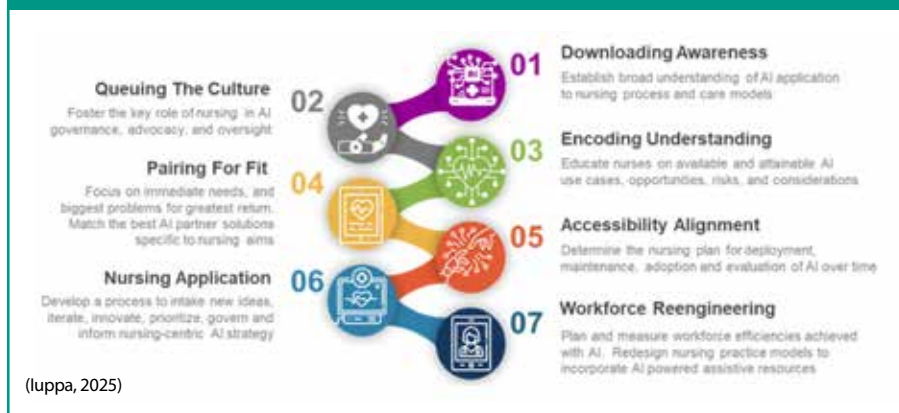 01
Downloading Awareness
Establish broad understanding of AI application
to nursing process and care models
02
Queuing The Culture
Foster the key role of nursing in AI
governance, advocacy, and oversight
03
Encoding Understanding
Educate nurses on available and attainable AI
use cases, opportunities, risks, and considerations
04
Pairing For Fit
Focus on immediate needs, and
biggest problems for greatest return.
Match the best AI partner solutions
specific to nursing aims
05
Accessibility Alignment
Determine the nursing plan for deployment,
maintenance, adoption and evaluation of AI over time
06
Nursing Application
Develop a process to intake new ideas,
iterate, innovate, prioritize, govern and
inform nursing-centric AI strategy
07
Workforce Reengineering
Plan and measure workforce efficiencies achieved
with AI. Redesign nursing practice models to
incorporate AI powered assistive resources
(Iuppa, 2025)